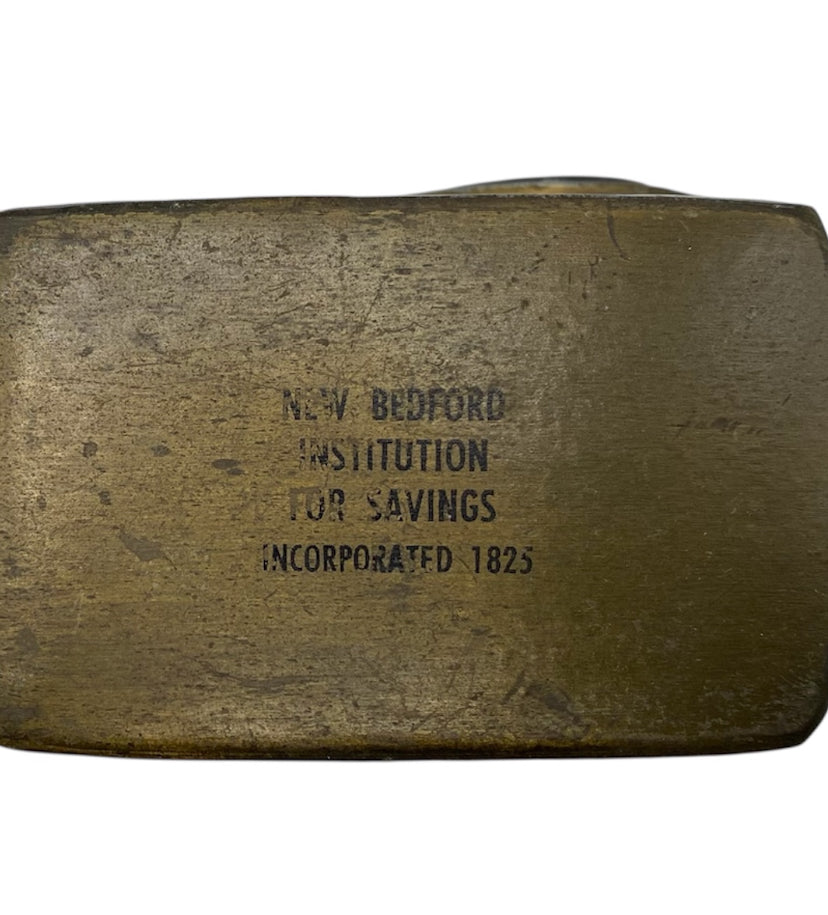 NEW BEDFORD
INSTITUTION
FOR SAVINGS
INCORPORATED 1825